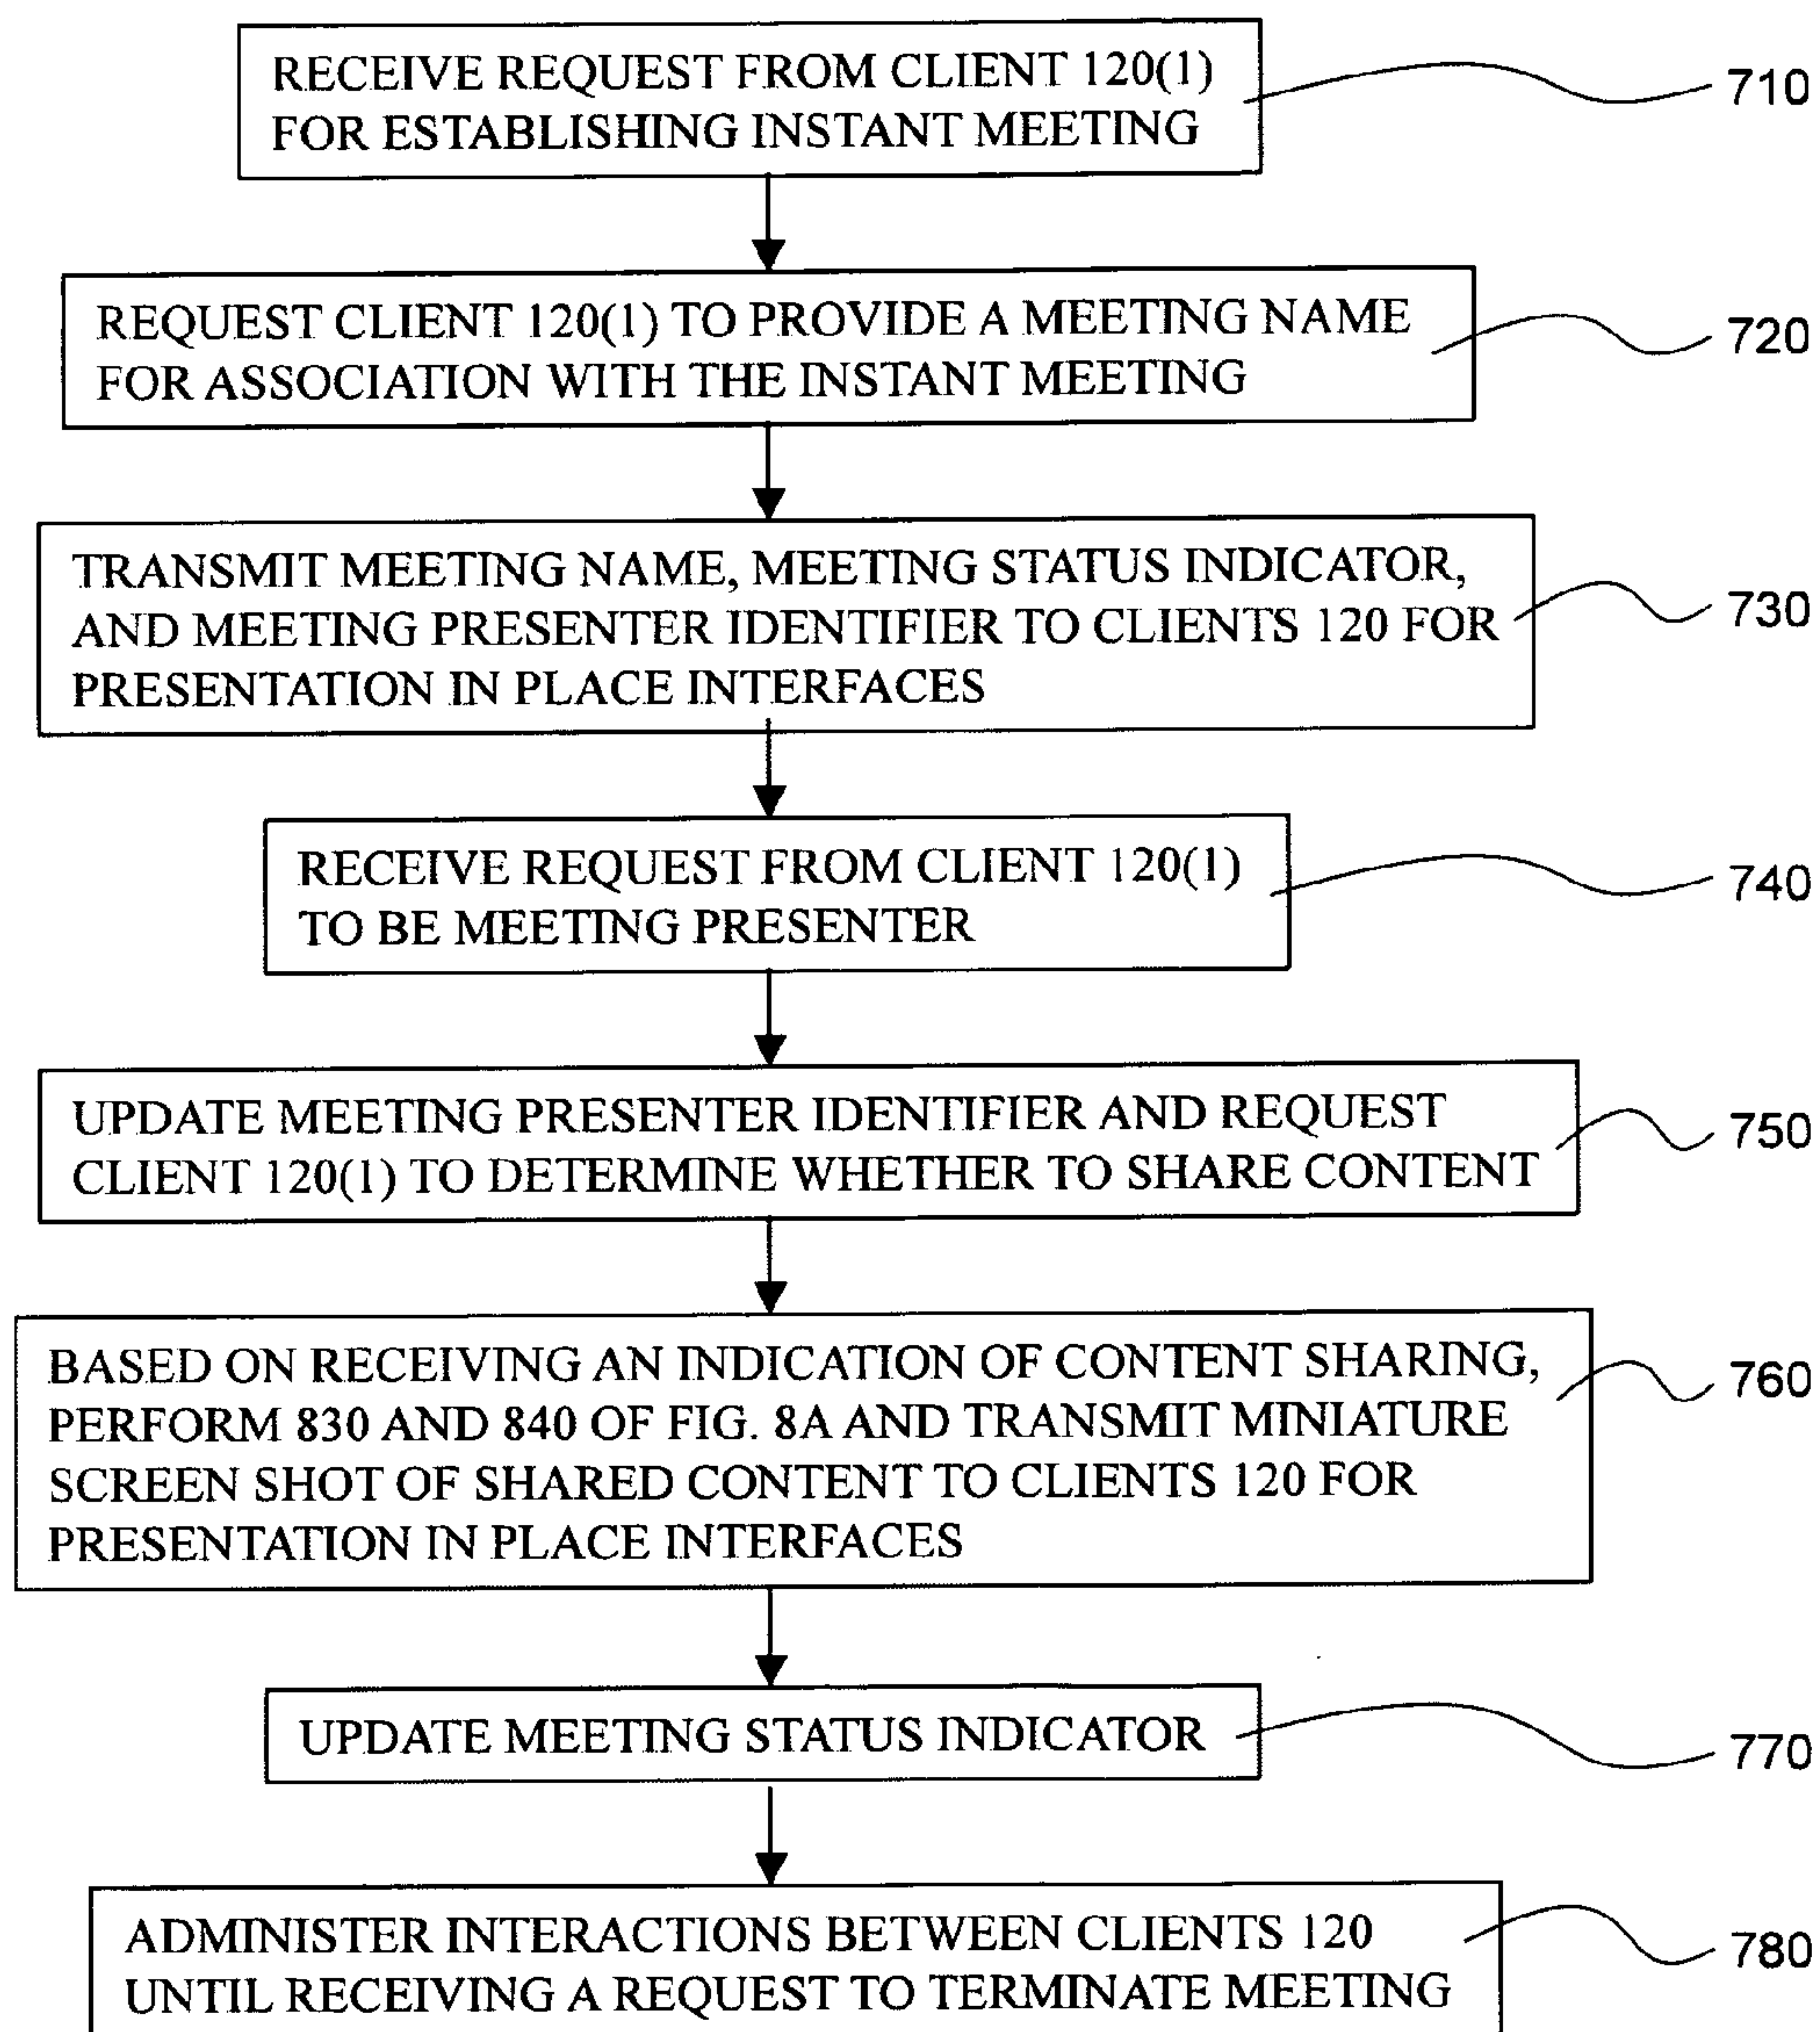 RECEIVE REQUEST FROM CLIENT 120(1)
FOR ESTABLISHING INSTANT MEETING
710
REQUEST CLIENT 120(1) TO PROVIDE A MEETING NAME
FOR ASSOCIATION WITH THE INSTANT MEETING
720
TRANSMIT MEETING NAME, MEETING STATUS INDICATOR,
AND MEETING PRESENTER IDENTIFIER TO CLIENTS 120 FOR
PRESENTATION IN PLACE INTERFACES
730
RECEIVE REQUEST FROM CLIENT 120(1)
TO BE MEETING PRESENTER
740
UPDATE MEETING PRESENTER IDENTIFIER AND REQUEST
CLIENT 120(1) TO DETERMINE WHETHER TO SHARE CONTENT
750
BASED ON RECEIVING AN INDICATION OF CONTENT SHARING,
PERFORM 830 AND 840 OF FIG. 8A AND TRANSMIT MINIATURE
SCREEN SHOT OF SHARED CONTENT TO CLIENTS 120 FOR
PRESENTATION IN PLACE INTERFACES
760
UPDATE MEETING STATUS INDICATOR
770
ADMINISTER INTERACTIONS BETWEEN CLIENTS 120
UNTIL RECEIVING A REQUEST TO TERMINATE MEETING
780